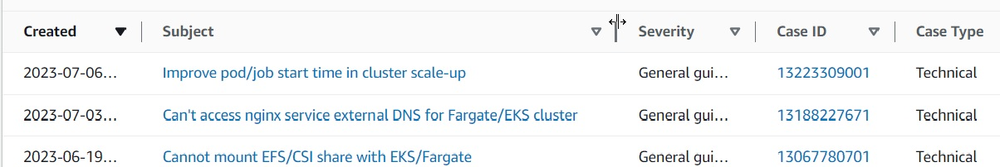 Created Subject Severity Case ID Case Type
2023-07-06... Improve pod/job start time in cluster scale-up General gui... 13223309001 Technical
2023-07-03... Can't access nginx service external DNS for Fargate/EKS cluster General gui... 13188227671 Technical
2023-06-19... Cannot mount EFS/CSI share with EKS/Fargate General gui... 13067780701 Technical